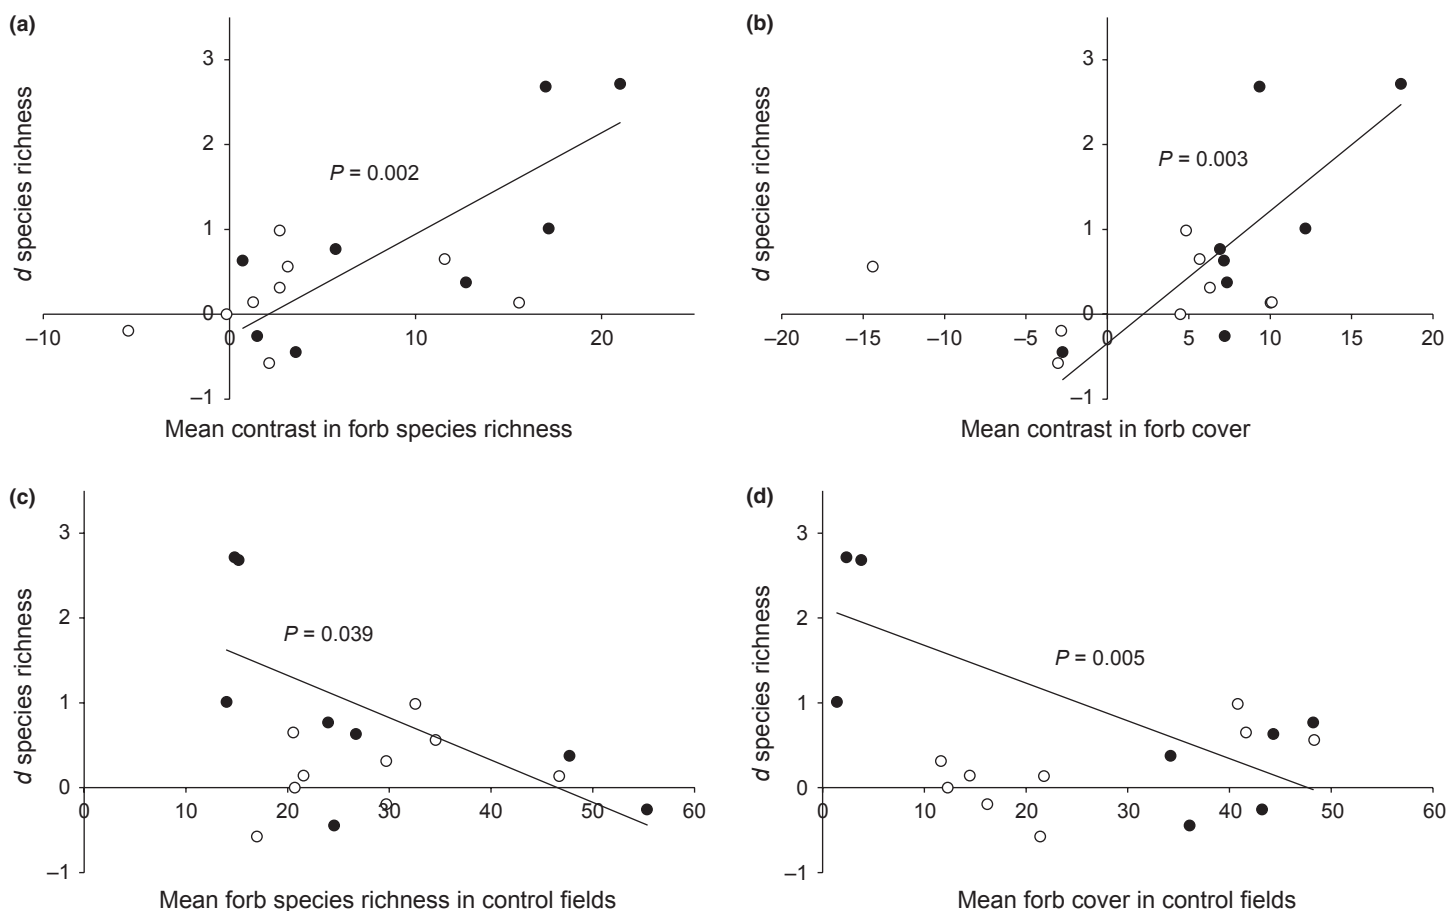 (a)
3
2
1
0
–1
–10
0
10
20
d species richness
P = 0.002
Mean contrast in forb species richness
(b)
3
2
1
0
–1
–20
–15
–10
–5
0
5
10
15
20
d species richness
P = 0.003
Mean contrast in forb cover
(c)
3
2
1
0
–1
0
10
20
30
40
50
60
d species richness
P = 0.039
Mean forb species richness in control fields
(d)
3
2
1
0
–1
0
10
20
30
40
50
60
d species richness
P = 0.005
Mean forb cover in control fields